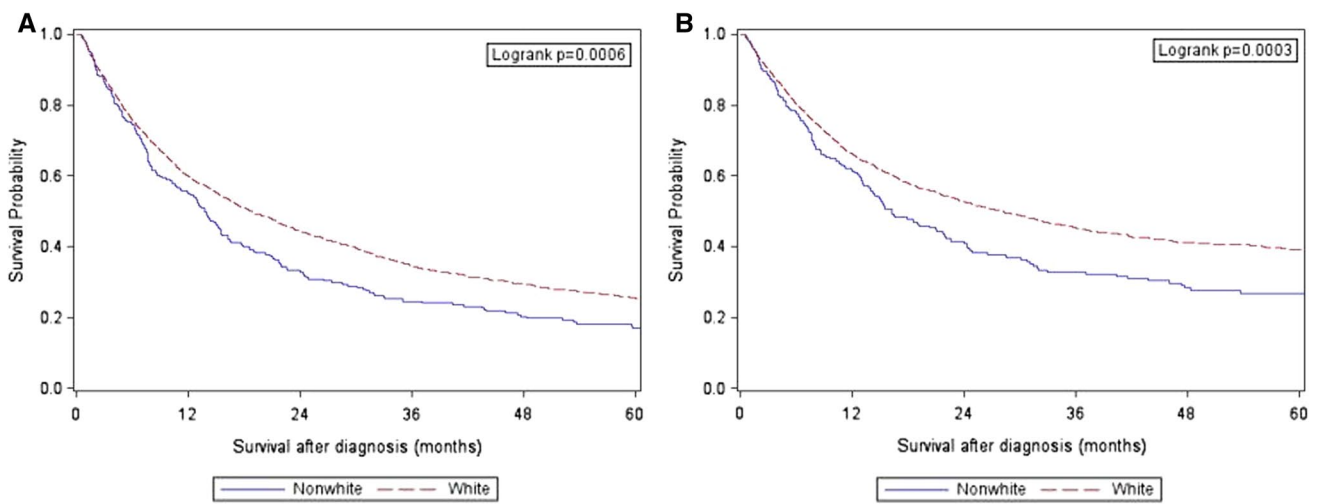 A
B
Logrank p=0.0006
Logrank p=0.0003
Survival Probability
1.0
0.8
0.6
0.4
0.2
0.0
0 12 24 36 48 60
Survival after diagnosis (months)
Nonwhite White
Survival Probability
1.0
0.8
0.6
0.4
0.2
0.0
0 12 24 36 48 60
Survival after diagnosis (months)
Nonwhite White